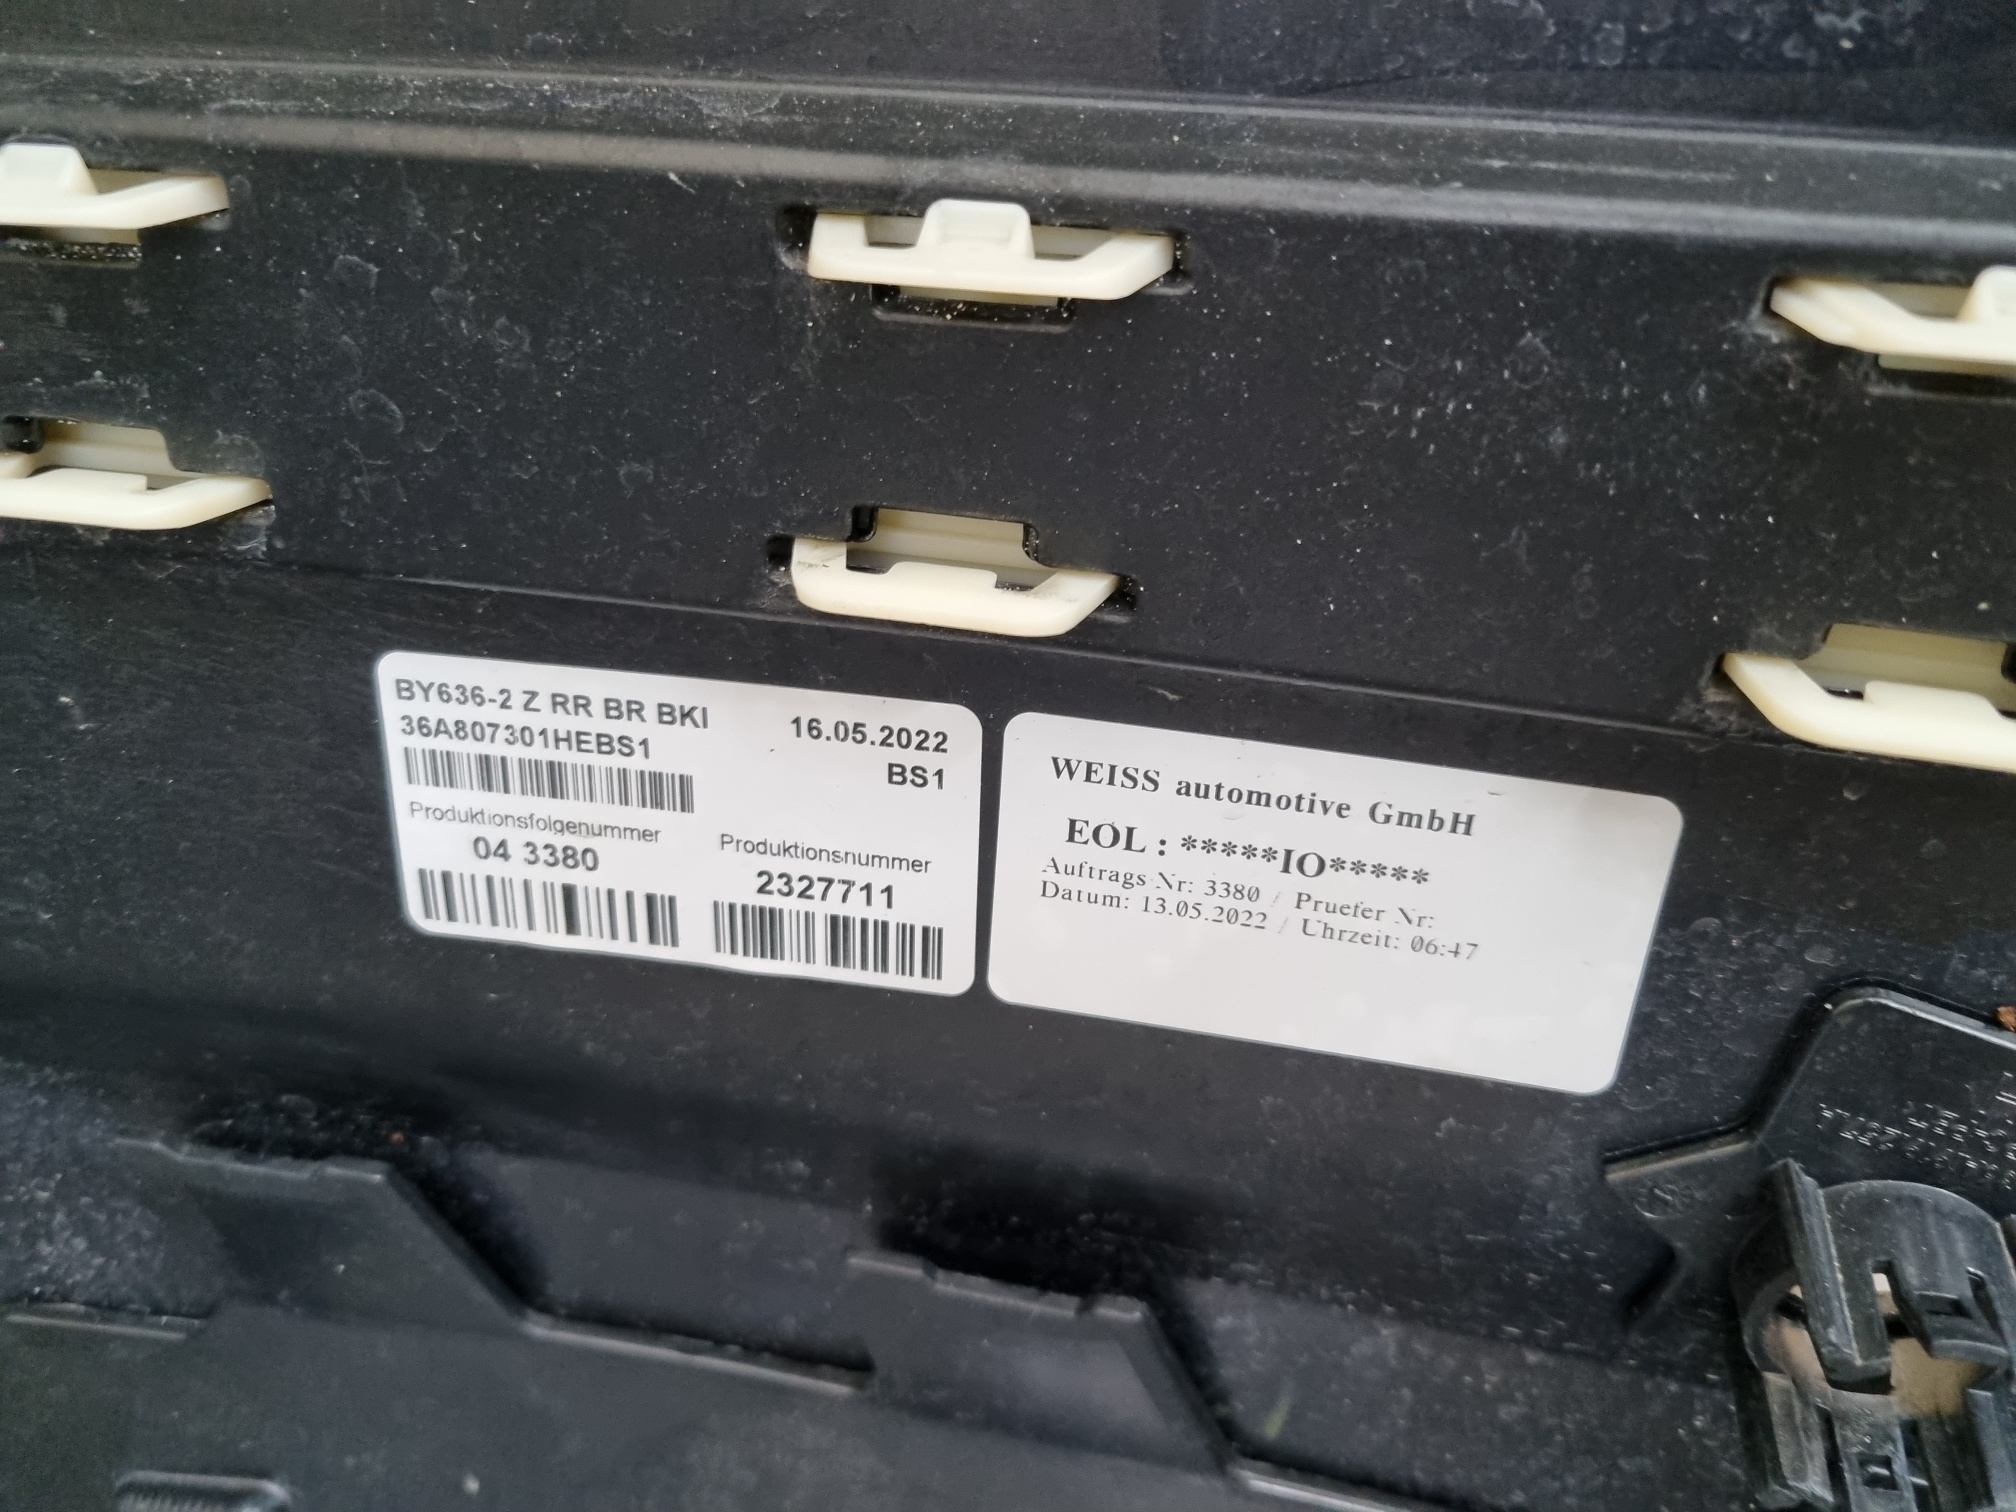 BY636-2 Z RR BR BKI
36A807301HEBS1
16.05.2022
BS1
Produktionsfolgenummer
04 3380
Produktionsnummer
2327711
WEISS automotive GmbH
EOL : *****IO*****
Auftrags Nr: 3380 / Pruefer Nr:
Datum: 13.05.2022 / Uhrzeit: 06:47